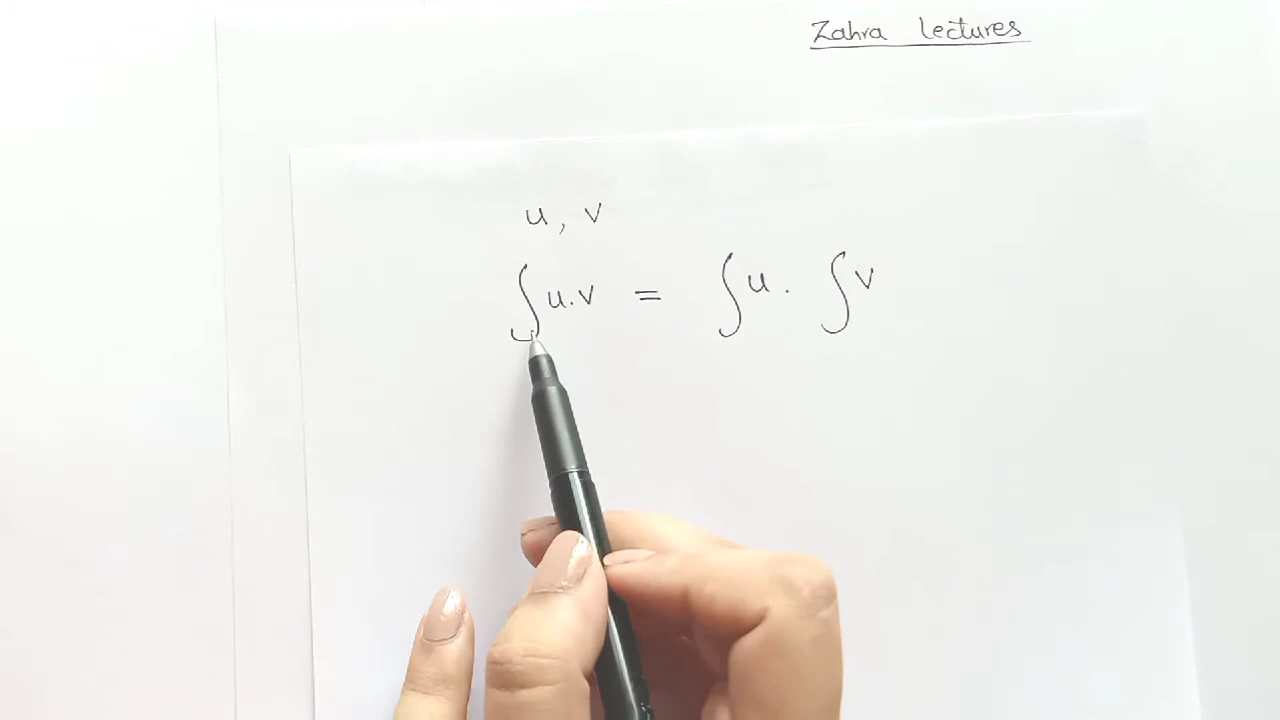 Zahra lectures
u, v
∫u.v = ∫u. ∫v